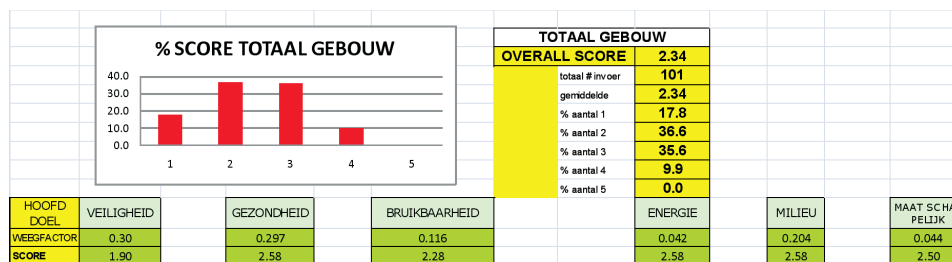 % SCORE TOTAAL GEBOUW
40.0
30.0
20.0
10.0
0.0
1 2 3 4 5
TOTAAL GEBOUW
OVERALL SCORE 2.34
totaal # invoer 101
gemiddelde 2.34
% aantal 1 17.8
% aantal 2 36.6
% aantal 3 35.6
% aantal 4 9.9
% aantal 5 0.0
HOOFD DOEL VEILIGHEID GEZONDHEID BRUIKBAARHEID ENERGIE MILIEU MAAT SCHA PELIJK
WEEGFACTOR 0.30 0.297 0.116 0.042 0.204 0.044
SCORE 1.90 2.58 2.28 2.58 2.58 2.50